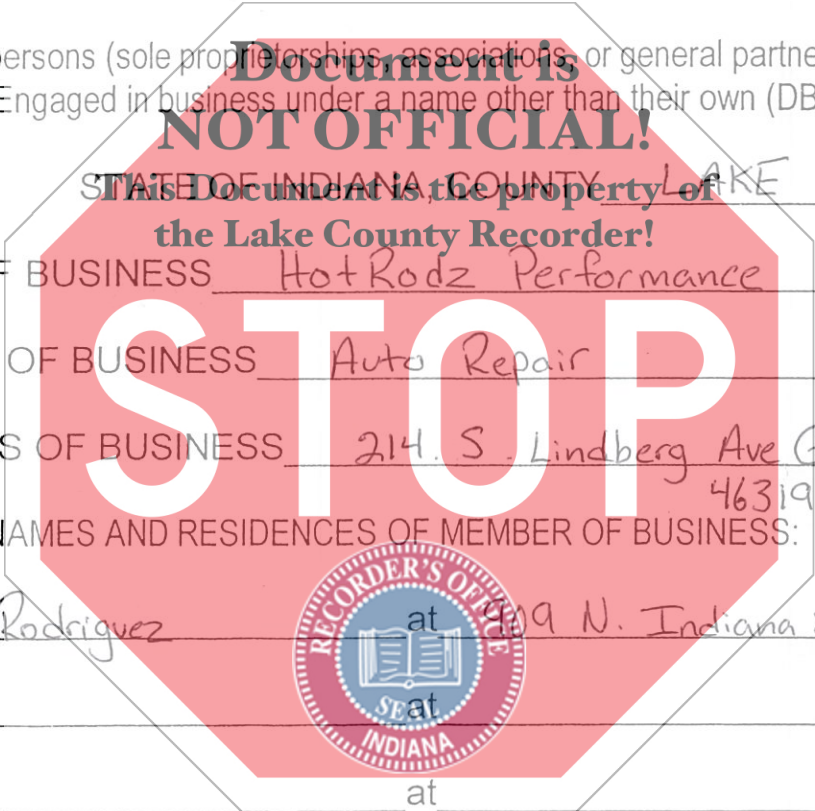 persons (sole proprietorships, associations, or general partne
Document is
Engaged in business under a name other than their own (DB
NOT OFFICIAL!
STATE OF INDIANA, COUNTY LAKE
This Document is the property of
the Lake County Recorder!
F BUSINESS HotRodz Performance
STOP
OF BUSINESS Auto Repair
S OF BUSINESS 214. S. Lindberg Ave G
46319
NAMES AND RESIDENCES OF MEMBER OF BUSINESS:
RECORDER'S OFFICE
Rodriguez at 909 N. Indiana
SEAL
at
INDIANA
at